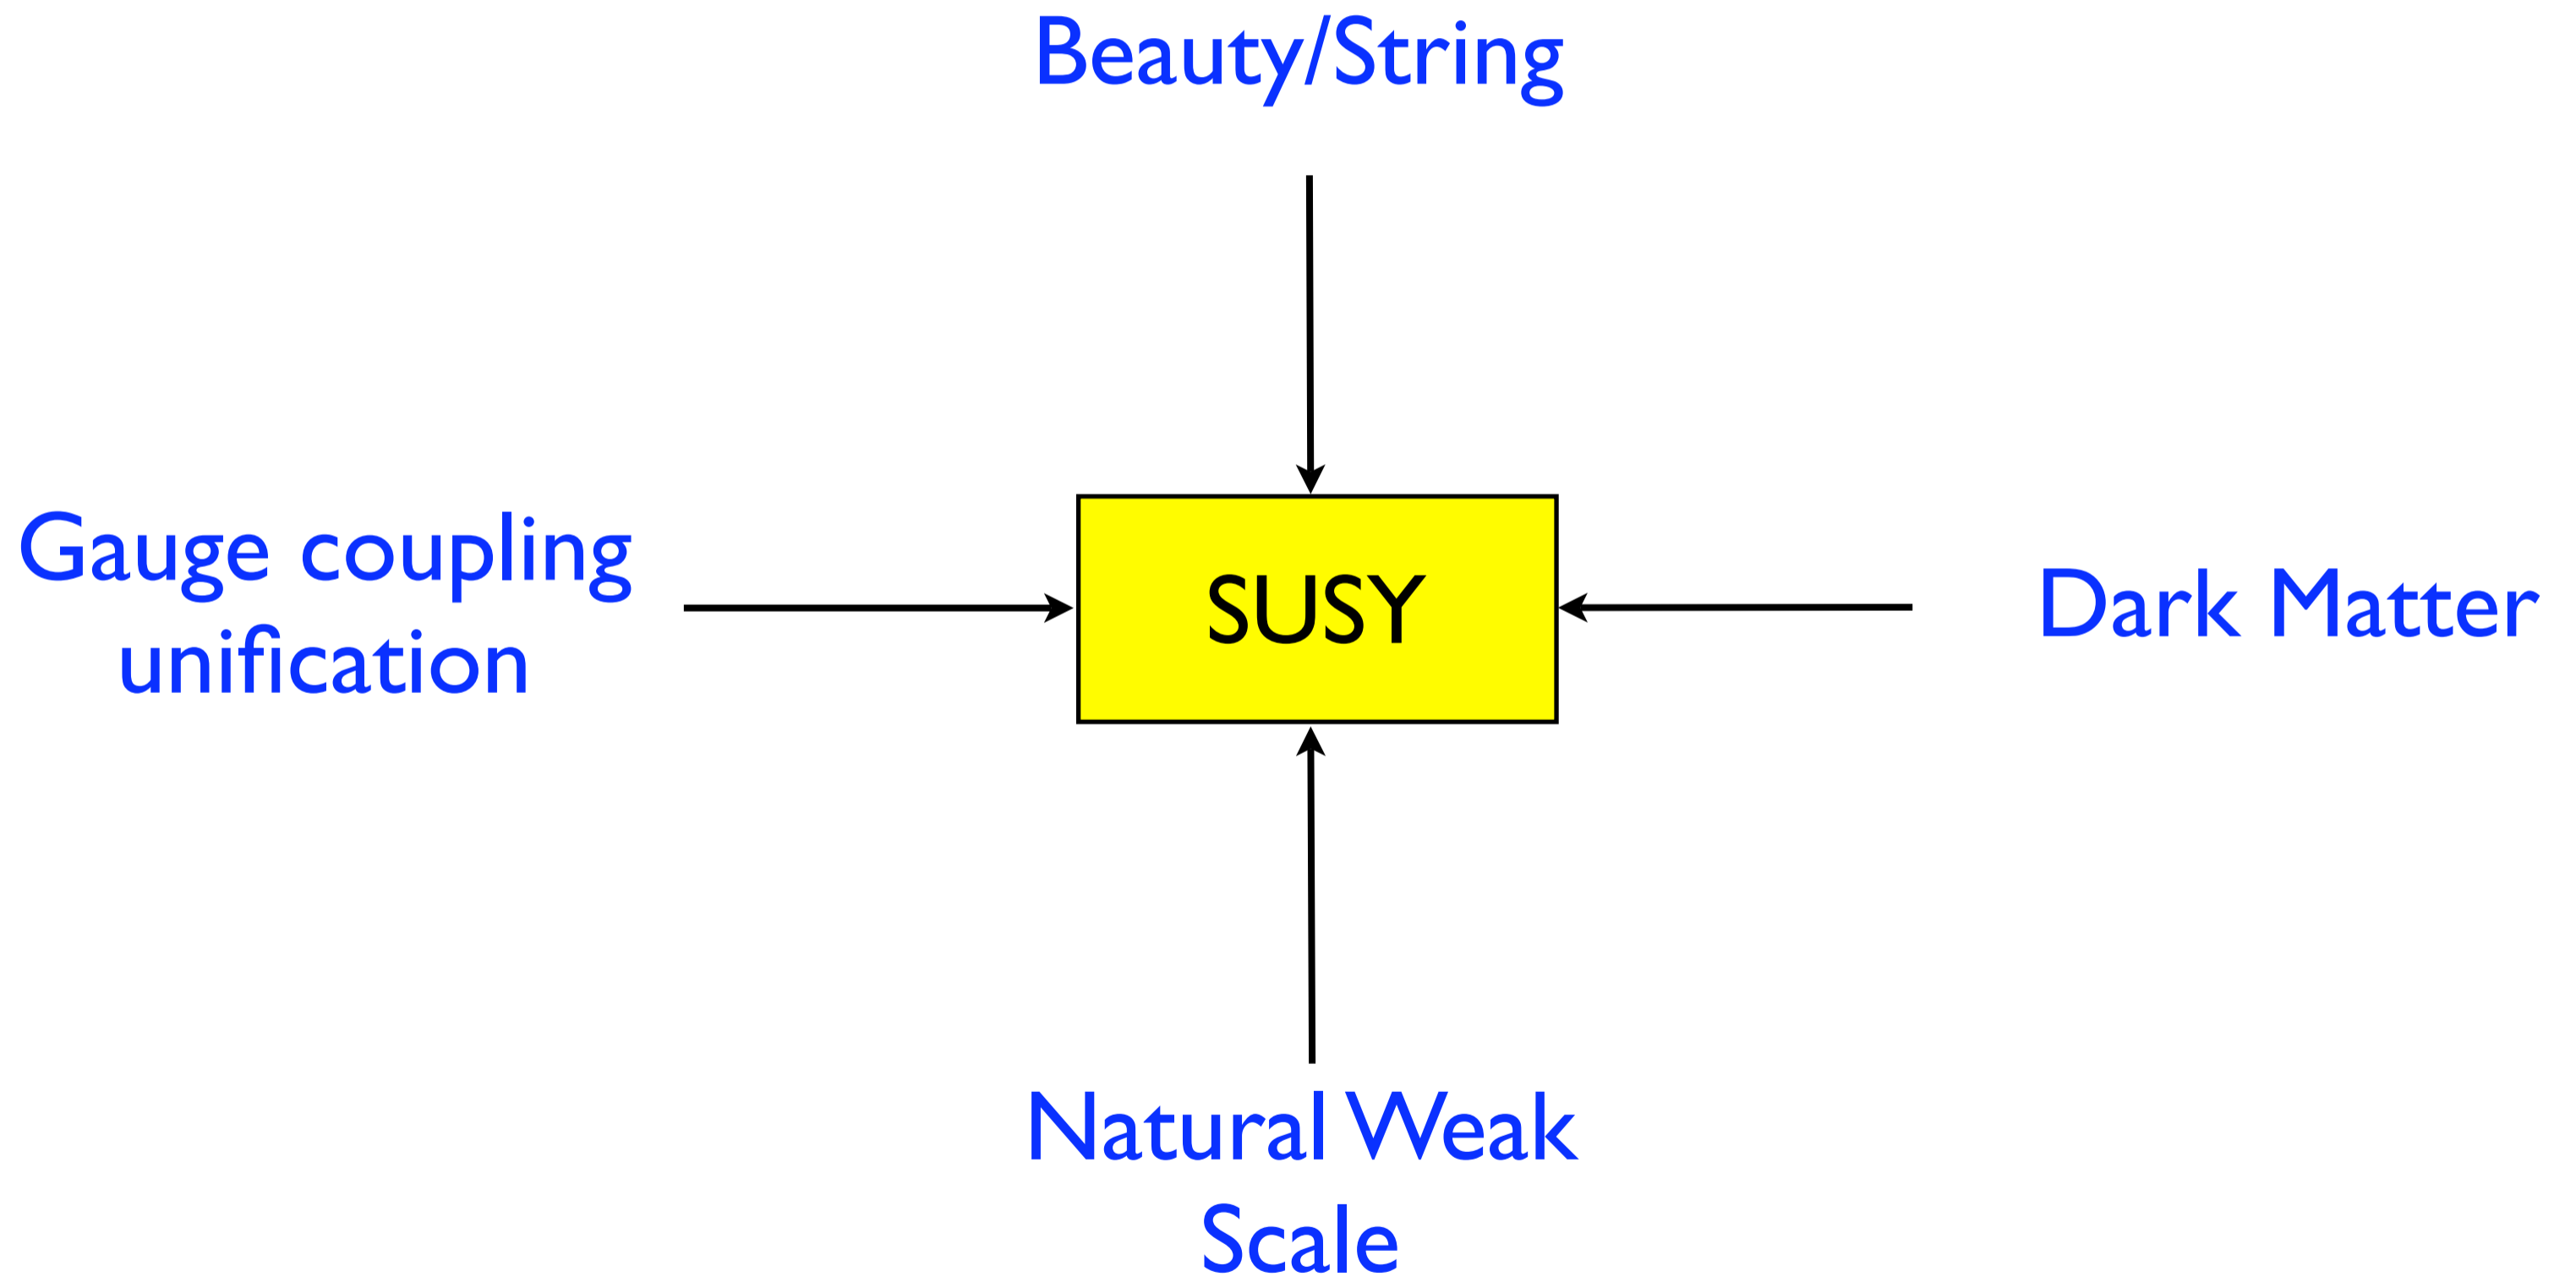 Beauty/String
Gauge coupling
unification
SUSY
Dark Matter
Natural Weak
Scale